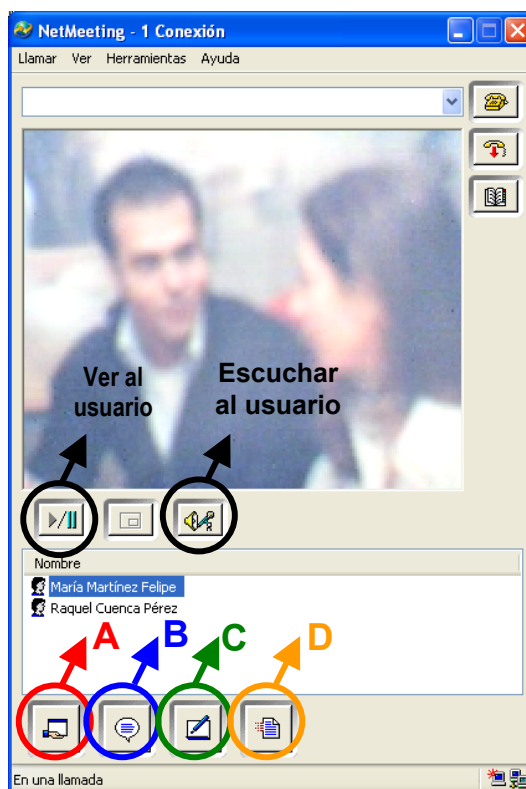 NetMeeting - 1 Conexión
Llamar Ver Herramientas Ayuda
Ver al
usuario
Escuchar
al usuario
Nombre
María Martínez Felipe
Raquel Cuenca Pérez
A B C D
En una llamada